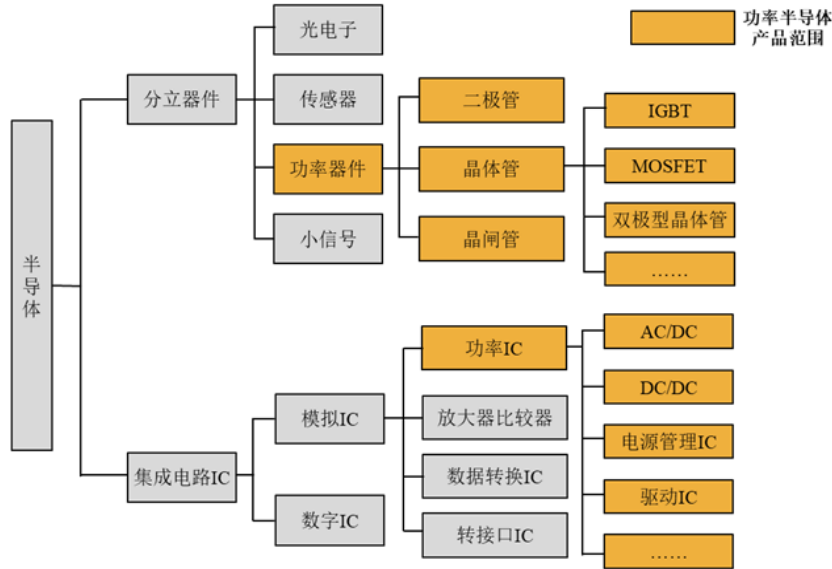 功率半导体
产品范围
半导体
分立器件
光电子
传感器
功率器件
小信号
二极管
晶体管
晶闸管
IGBT
MOSFET
双极型晶体管
……
集成电路IC
模拟IC
数字IC
功率IC
放大器比较器
数据转换IC
转接口IC
AC/DC
DC/DC
电源管理IC
驱动IC
……